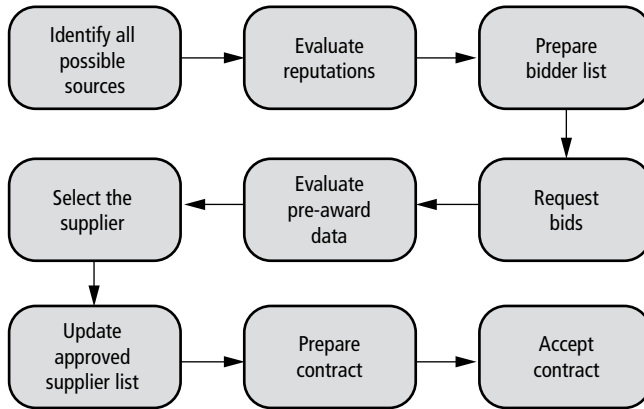 Identify all
possible
sources
Evaluate
reputations
Prepare
bidder list
Request
bids
Evaluate
pre-award
data
Select the
supplier
Update
approved
supplier list
Prepare
contract
Accept
contract